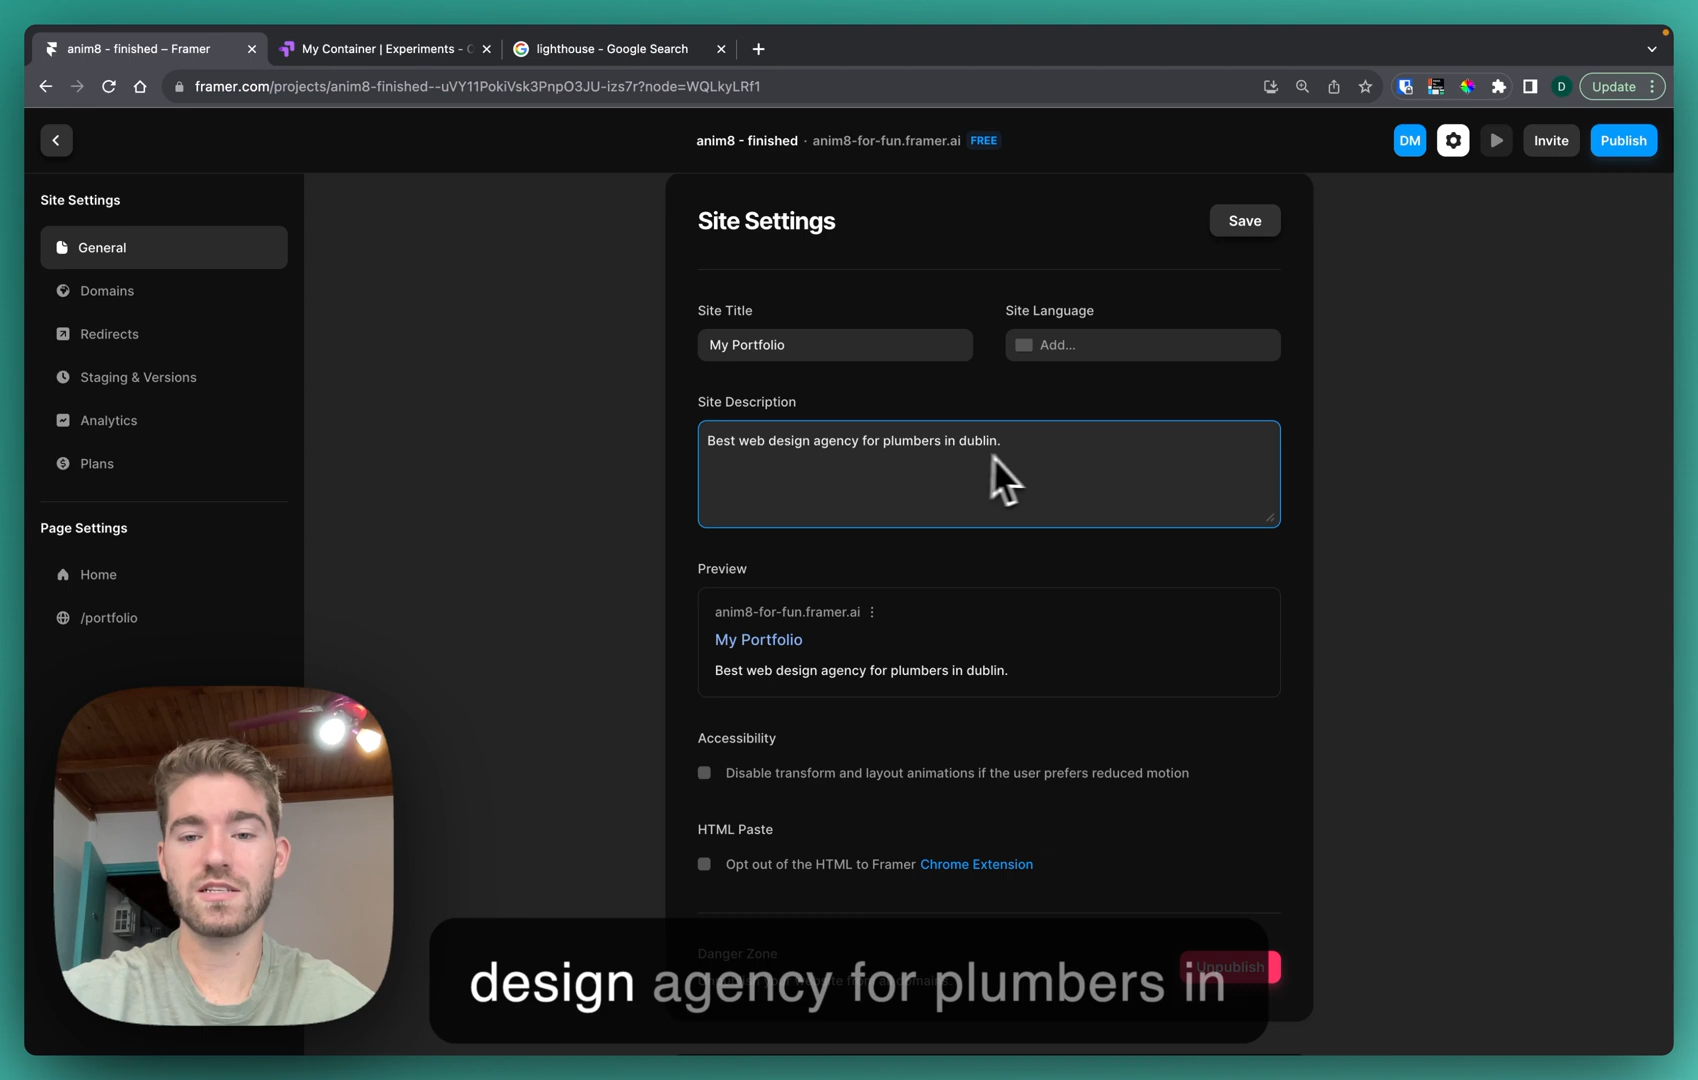 anim8 - finished – Framer
My Container | Experiments -
lighthouse - Google Search
framer.com/projects/anim8-finished--uVY11PokiVsk3PnpO3JU-izs7r?node=WQLkyLRf1
D
Update
anim8 - finished · anim8-for-fun.framer.ai FREE
DM
Invite
Publish
Site Settings
General
Domains
Redirects
Staging & Versions
Analytics
Plans
Page Settings
Home
/portfolio
Site Settings
Save
Site Title
Site Language
My Portfolio
Add...
Site Description
Best web design agency for plumbers in dublin.
Preview
anim8-for-fun.framer.ai
My Portfolio
Best web design agency for plumbers in dublin.
Accessibility
Disable transform and layout animations if the user prefers reduced motion
HTML Paste
Opt out of the HTML to Framer Chrome Extension
Danger Zone
Unpublish
design agency for plumbers in